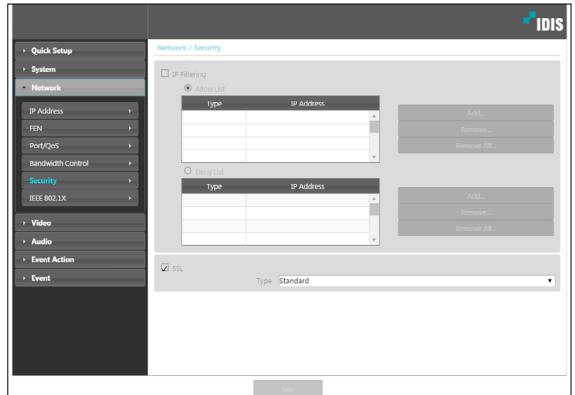 IDIS
Quick Setup
System
Network
IP Address
FEN
Port/QoS
Bandwidth Control
Security
IEEE 802.1X
Video
Audio
Event Action
Event
Network / Security
IP Filtering
Allow List
Type IP Address
Add...
Remove...
Remove All...
Deny List
Type IP Address
Add...
Remove...
Remove All...
SSL
Type Standard
Save